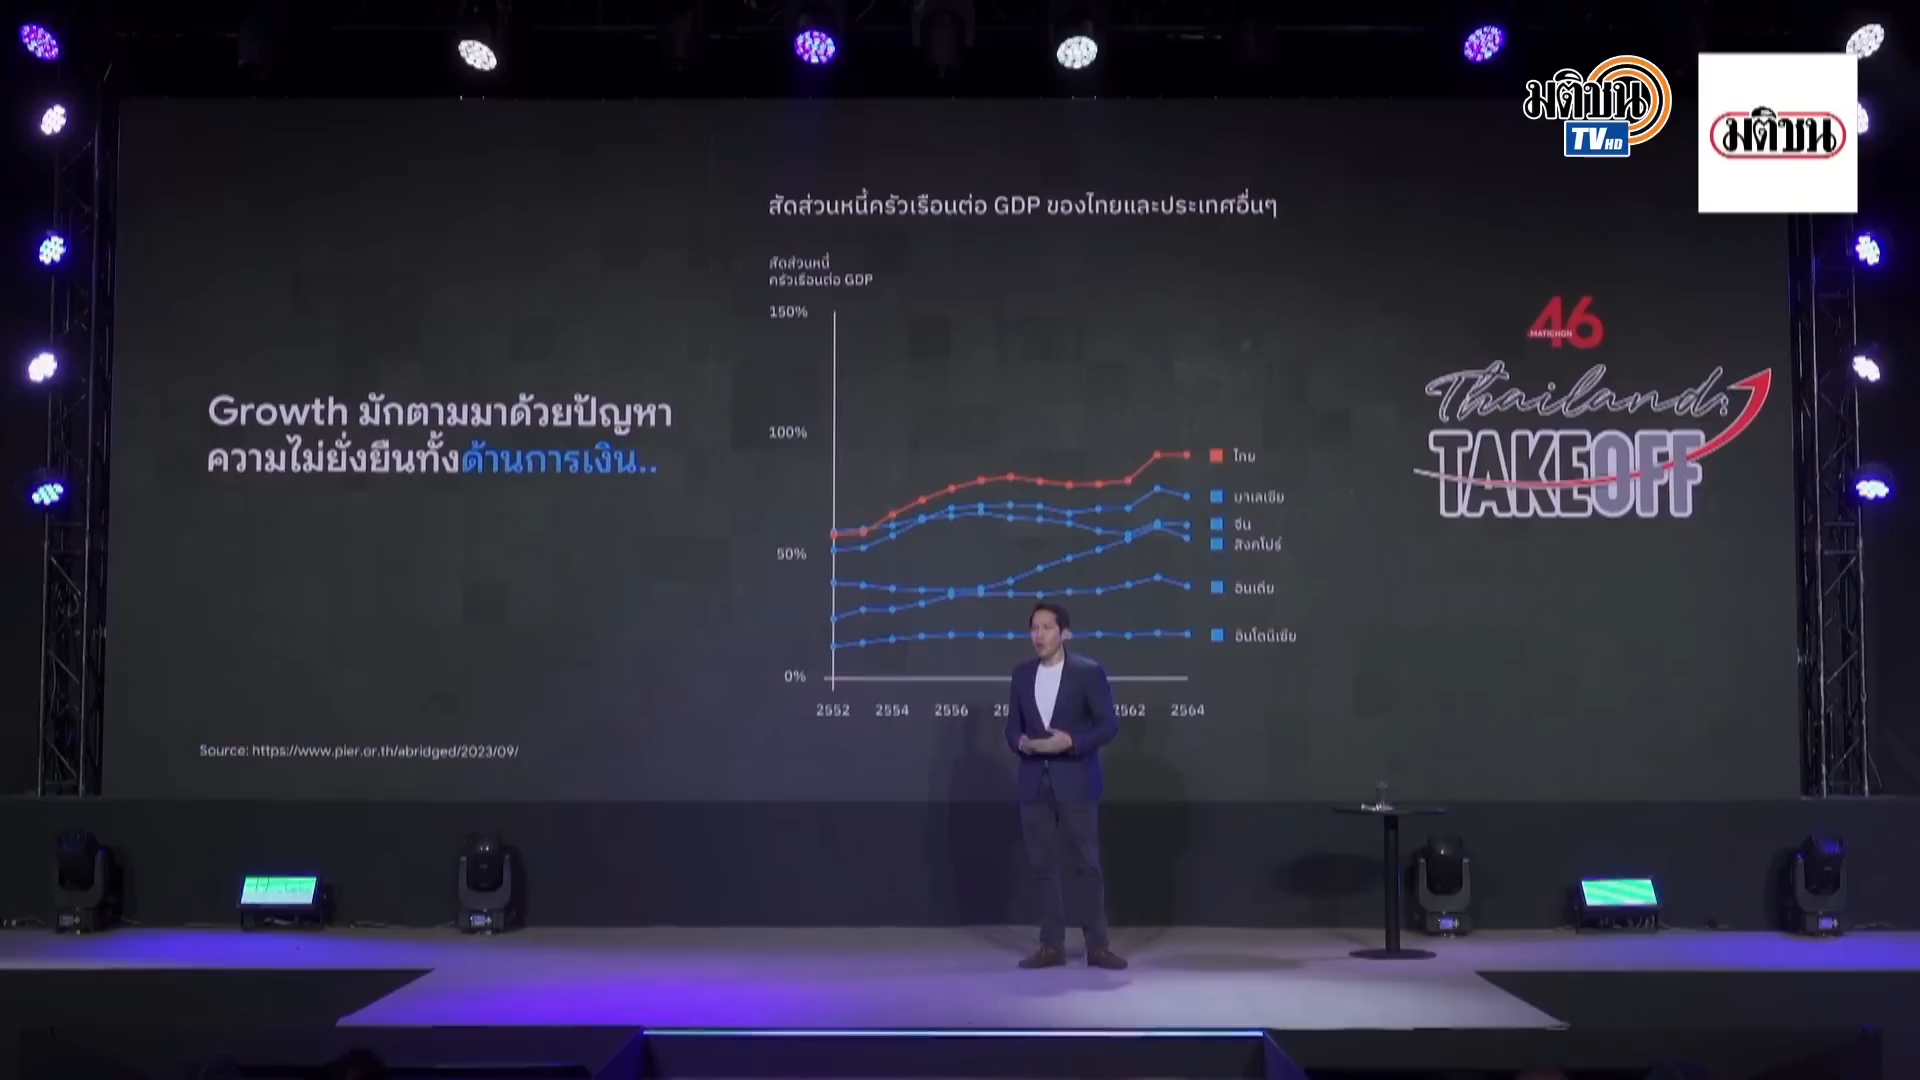 มติชน
TV HD
มติชน
สัดส่วนหนี้ครัวเรือนต่อ GDP ของไทยและประเทศอื่นๆ
สัดส่วนหนี้
ครัวเรือนต่อ GDP
150%
100%
50%
0%
ไทย
มาเลเซีย
จีน
สิงคโปร์
อินเดีย
อินโดนีเซีย
2552 2554 2556 2562 2564
Growth มักตามมาด้วยปัญหา
ความไม่ยั่งยืนทั้งด้านการเงิน..
Source: https://www.pier.or.th/abridged/2023/09/
46
MATICHON
Thailand:
TAKEOFF